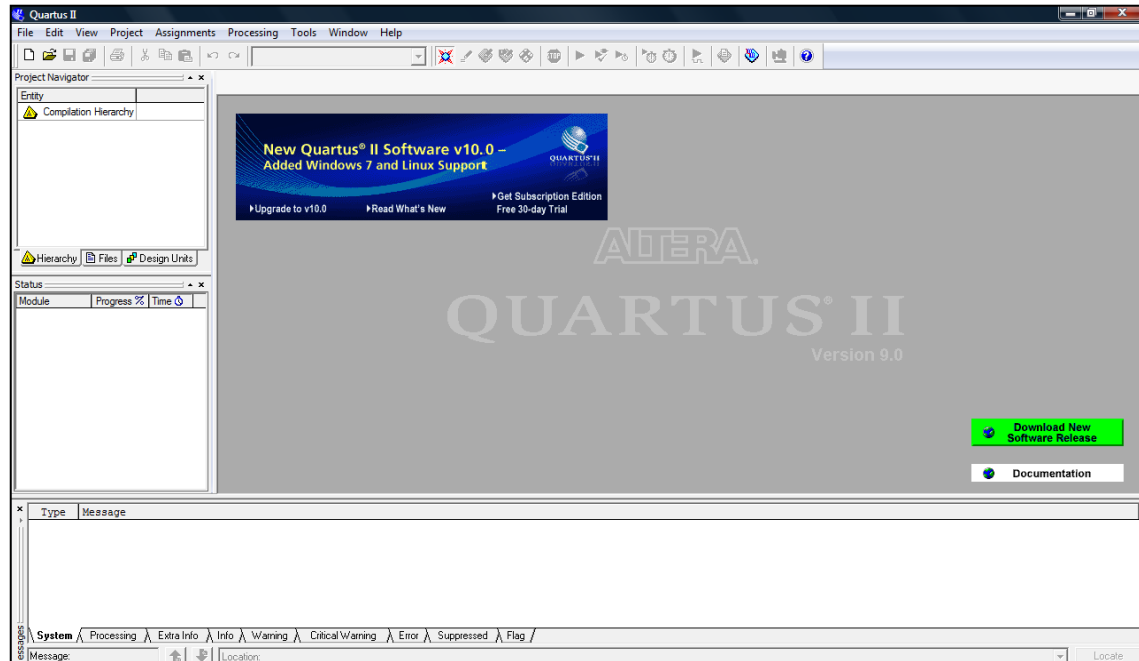 Quartus II
File Edit View Project Assignments Processing Tools Window Help
Project Navigator
Entity
Compilation Hierarchy
Hierarchy Files Design Units
Status
Module Progress % Time
New Quartus® II Software v10.0 –
Added Windows 7 and Linux Support
QUARTUS II
Upgrade to v10.0 Read What's New Get Subscription Edition
Free 30-day Trial
ALTERA
QUARTUS® II
Version 9.0
Download New
Software Release
Documentation
Type Message
System Processing Extra Info Info Warning Critical Warning Error Suppressed Flag
Message: Location: Locate